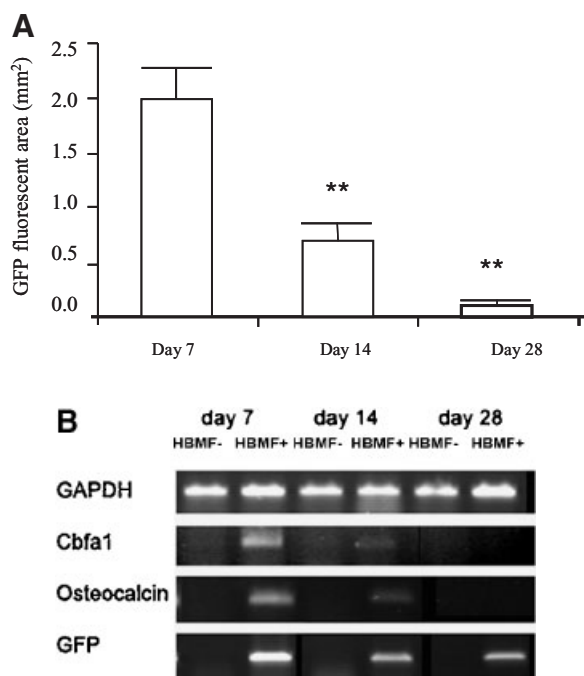 A
GFP fluorescent area (mm²)
2.5
2.0
1.5
1.0
0.5
0.0
**
**
Day 7 Day 14 Day 28
B
day 7 day 14 day 28
HBMF- HBMF+ HBMF- HBMF+ HBMF- HBMF+
GAPDH
Cbfa1
Osteocalcin
GFP